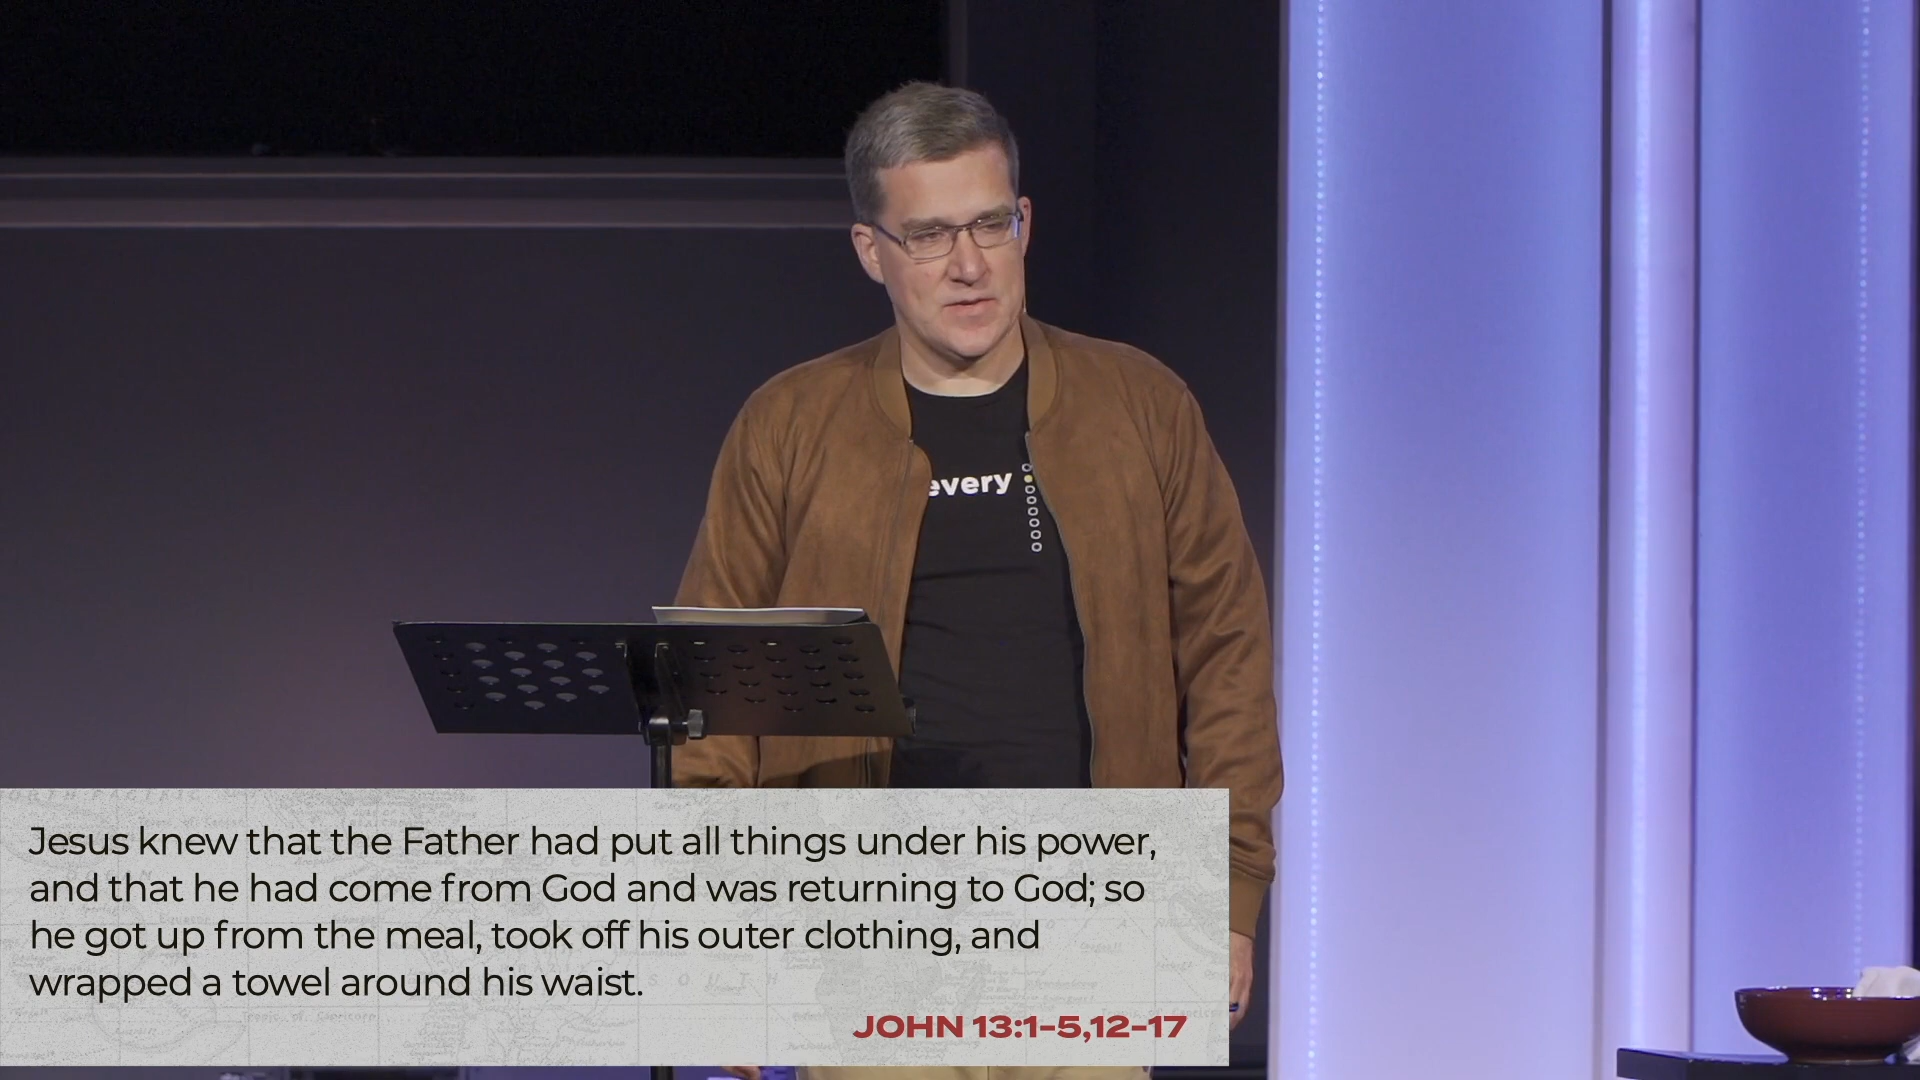 every
Jesus knew that the Father had put all things under his power,
and that he had come from God and was returning to God; so
he got up from the meal, took off his outer clothing, and
wrapped a towel around his waist.
JOHN 13:1-5,12-17